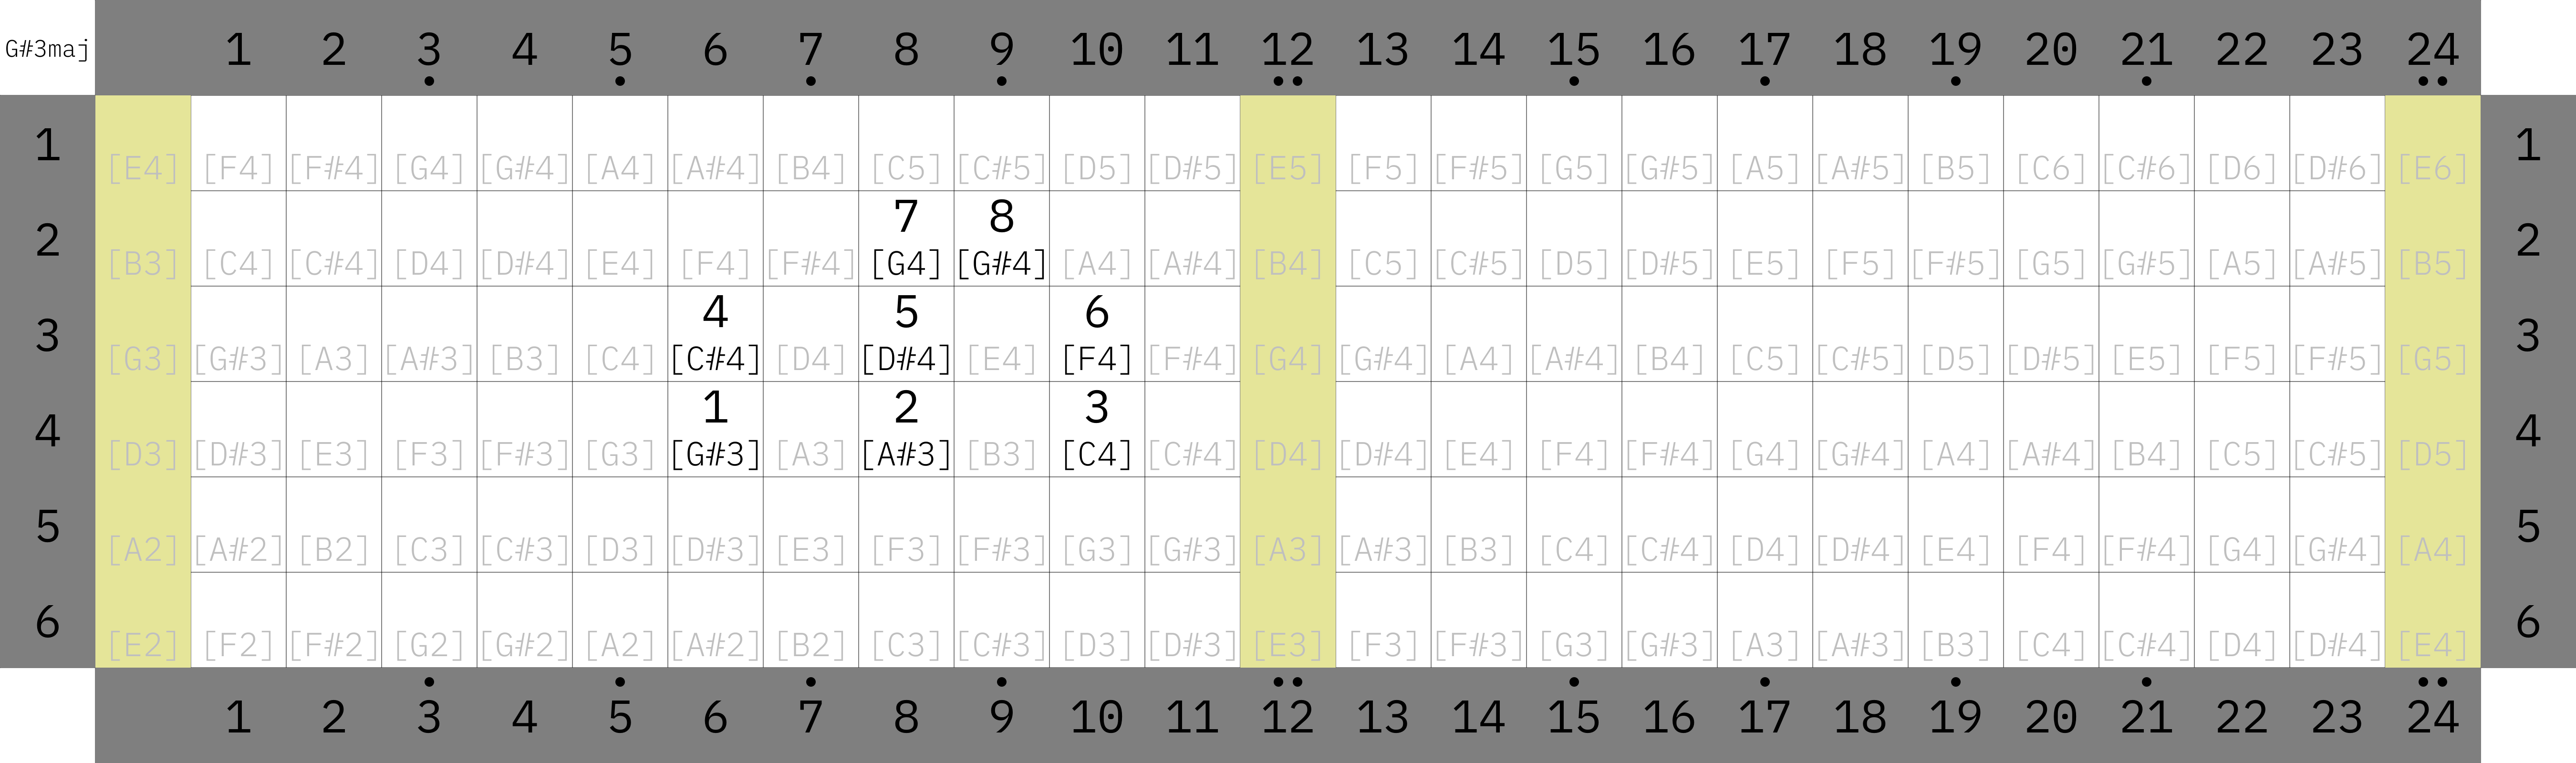 G#3maj 1 2 3 4 5 6 7 8 9 10 11 12 13 14 15 16 17 18 19 20 21 22 23 24
1 [E4] [F4] [F#4] [G4] [G#4] [A4] [A#4] [B4] [C5] [C#5] [D5] [D#5] [E5] [F5] [F#5] [G5] [G#5] [A5] [A#5] [B5] [C6] [C#6] [D6] [D#6] [E6] 1
7 8
2 [B3] [C4] [C#4] [D4] [D#4] [E4] [F4] [F#4] [G4] [G#4] [A4] [A#4] [B4] [C5] [C#5] [D5] [D#5] [E5] [F5] [F#5] [G5] [G#5] [A5] [A#5] [B5] 2
4 5 6
3 [G3] [G#3] [A3] [A#3] [B3] [C4] [C#4] [D4] [D#4] [E4] [F4] [F#4] [G4] [G#4] [A4] [A#4] [B4] [C5] [C#5] [D5] [D#5] [E5] [F5] [F#5] [G5] 3
1 2 3
4 [D3] [D#3] [E3] [F3] [F#3] [G3] [G#3] [A3] [A#3] [B3] [C4] [C#4] [D4] [D#4] [E4] [F4] [F#4] [G4] [G#4] [A4] [A#4] [B4] [C5] [C#5] [D5] 4
5 [A2] [A#2] [B2] [C3] [C#3] [D3] [D#3] [E3] [F3] [F#3] [G3] [G#3] [A3] [A#3] [B3] [C4] [C#4] [D4] [D#4] [E4] [F4] [F#4] [G4] [G#4] [A4] 5
6 [E2] [F2] [F#2] [G2] [G#2] [A2] [A#2] [B2] [C3] [C#3] [D3] [D#3] [E3] [F3] [F#3] [G3] [G#3] [A3] [A#3] [B3] [C4] [C#4] [D4] [D#4] [E4] 6
1 2 3 4 5 6 7 8 9 10 11 12 13 14 15 16 17 18 19 20 21 22 23 24